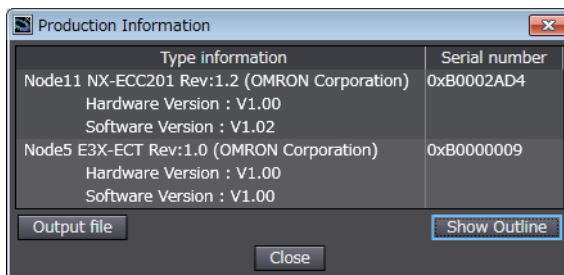 Production Information
Type information Serial number
Node11 NX-ECC201 Rev:1.2 (OMRON Corporation) 0xB0002AD4
Hardware Version : V1.00
Software Version : V1.02
Node5 E3X-ECT Rev:1.0 (OMRON Corporation) 0xB0000009
Hardware Version : V1.00
Software Version : V1.00
Output file Show Outline
Close